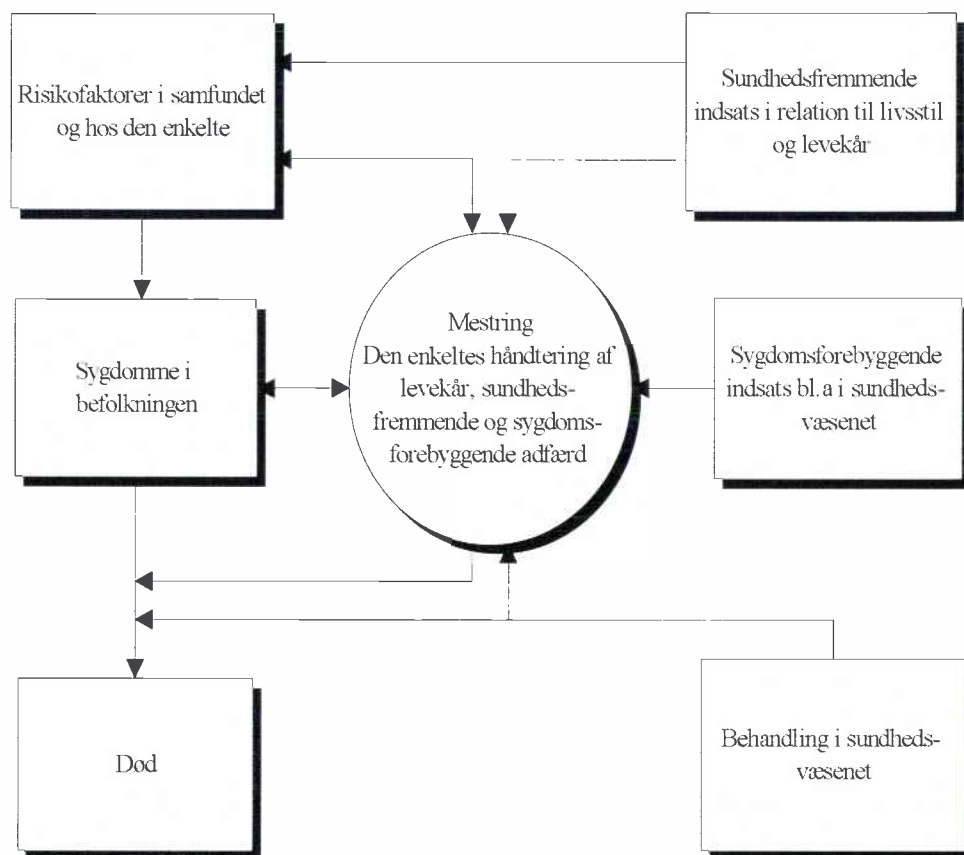 Risikofaktorer i samfundet
og hos den enkelte
Sundhedsfremmende
indsats i relation til livsstil
og levekår
Mestring
Den enkeltes håndtering af
levekår, sundheds-
fremmende og sygdoms-
forebyggende adfærd
Sygdomme i
befolkningen
Sygdomsforebyggende
indsats bl.a i sundheds-
væsenet
Død
Behandling i sundheds-
væsenet